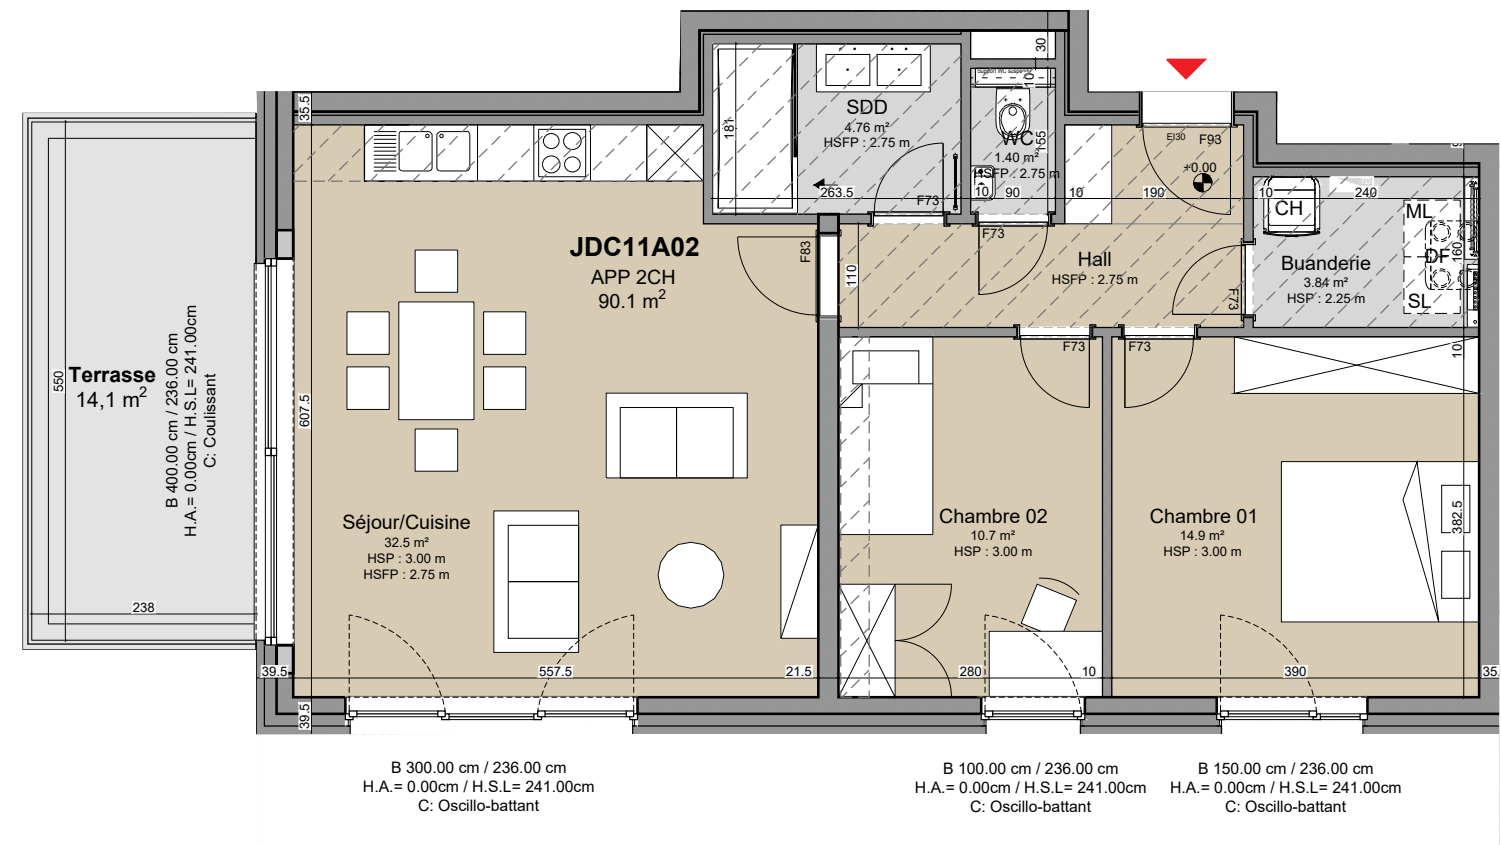 30
Support WC suspendu
10
35.5
181
SDD
4.76 m²
HSFP : 2.75 m
WC
155
1.40 m²
HSFP : 2.75 m
EI30
F93
±0.00
263.5
F73
10
90
10
190
10
240
CH
ML
DF
160
SL
JDC11A02
APP 2CH
90.1 m²
F83
110
F73
Hall
HSFP : 2.75 m
F73
Buanderie
3.84 m²
HSP : 2.25 m
F73
F73
10
Terrasse
14,1 m²
550
B 400.00 cm / 236.00 cm
H.A.= 0.00cm / H.S.L= 241.00cm
C: Coulissant
607.5
238
Séjour/Cuisine
32.5 m²
HSP : 3.00 m
HSFP : 2.75 m
Chambre 02
10.7 m²
HSP : 3.00 m
Chambre 01
14.9 m²
HSP : 3.00 m
382.5
39.5
557.5
21.5
280
10
390
35
39.5
B 300.00 cm / 236.00 cm
H.A.= 0.00cm / H.S.L= 241.00cm
C: Oscillo-battant
B 100.00 cm / 236.00 cm
H.A.= 0.00cm / H.S.L= 241.00cm
C: Oscillo-battant
B 150.00 cm / 236.00 cm
H.A.= 0.00cm / H.S.L= 241.00cm
C: Oscillo-battant